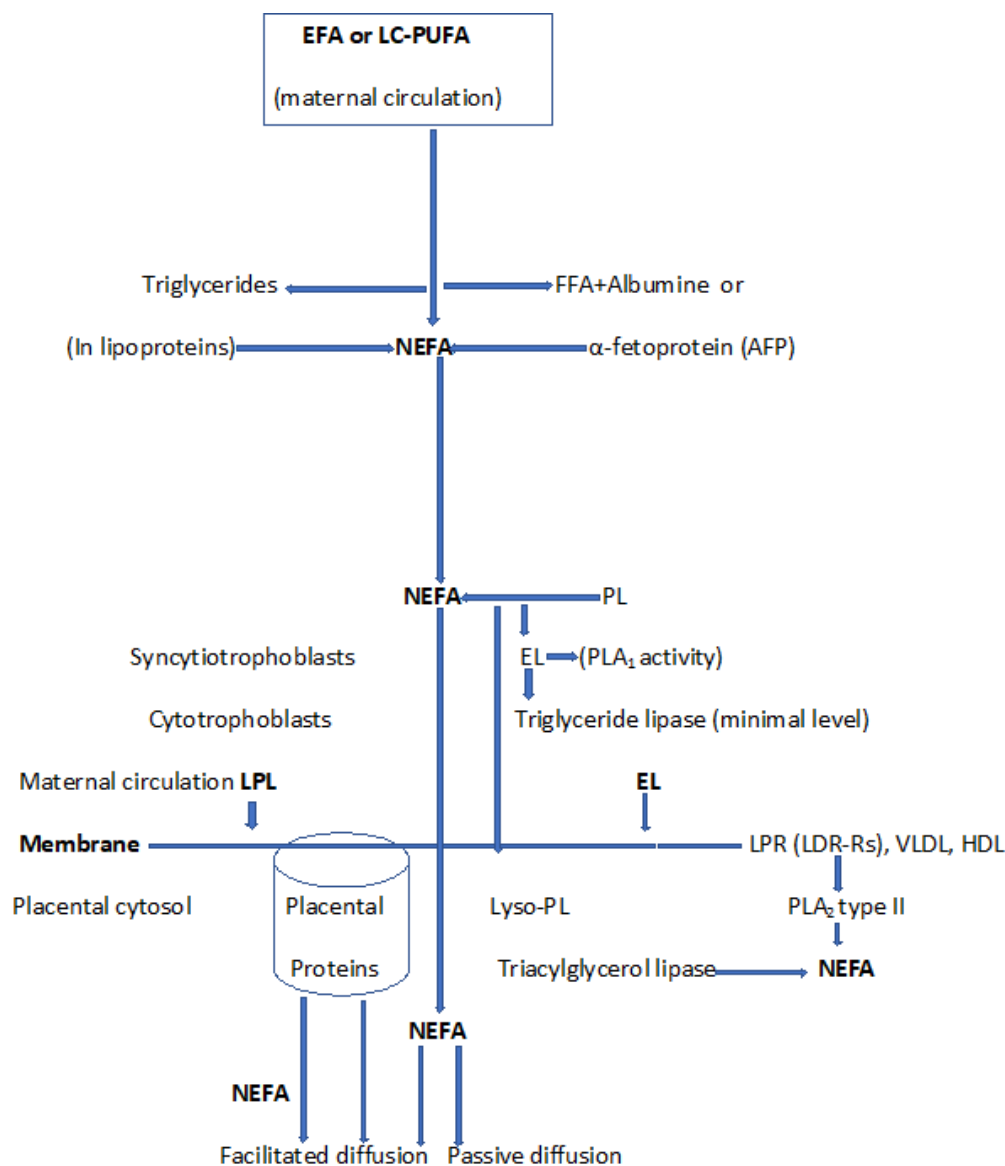 EFA or LC-PUFA
(maternal circulation)
Triglycerides FFA+Albumine or
(In lipoproteins) NEFA α-fetoprotein (AFP)
NEFA PL
Syncytiotrophoblasts EL (PLA₁ activity)
Cytotrophoblasts Triglyceride lipase (minimal level)
Maternal circulation LPL EL
Membrane LPR (LDR-Rs), VLDL, HDL
Placental cytosol Placental Lyso-PL PLA₂ type II
Proteins Triacylglycerol lipase NEFA
NEFA
NEFA
Facilitated diffusion Passive diffusion